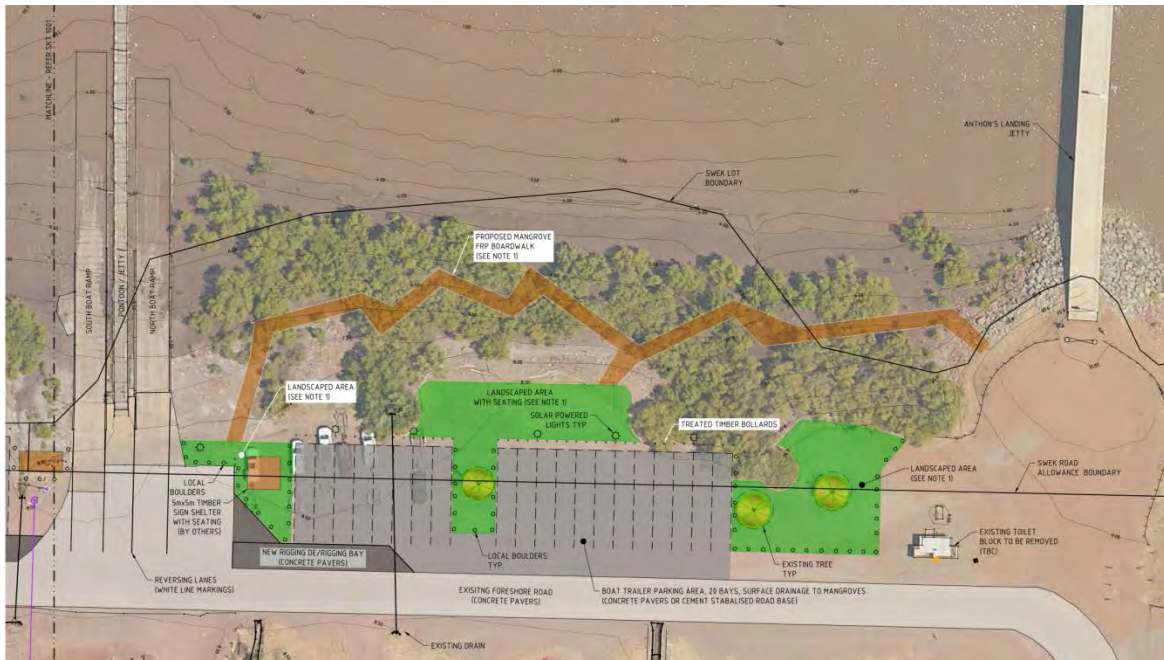 MATCHLINE - REFER SKT 1001
SOUTH BOAT RAMP
PONTOON / JETTY
NORTH BOAT RAMP
ANTHON'S LANDING
JETTY
SWEK LOT
BOUNDARY
PROPOSED MANGROVE
FRP BOARDWALK
(SEE NOTE 1)
LANDSCAPED AREA
(SEE NOTE 1)
LANDSCAPED AREA
WITH SEATING (SEE NOTE 1)
SOLAR POWERED
LIGHTS TYP.
TREATED TIMBER BOLLARDS
LOCAL
BOULDERS
5mx5m TIMBER
SIGN SHELTER
WITH SEATING
(BY OTHERS)
LANDSCAPED AREA
(SEE NOTE 1)
SWEK ROAD
ALLOWANCE BOUNDARY
NEW RIGGING DE/RIGGING BAY
(CONCRETE PAVERS)
LOCAL BOULDERS
TYP.
EXISTING TREE
TYP
EXISTING TOILET
BLOCK TO BE REMOVED
(TBC)
REVERSING LANES
(WHITE LINE MARKINGS)
EXISITNG FORESHORE ROAD
(CONCRETE PAVERS)
BOAT TRAILER PARKING AREA, 20 BAYS, SURFACE DRAINAGE TO MANGROVES
(CONCRETE PAVERS OR CEMENT STABALISED ROAD BASE)
EXISTING DRAIN